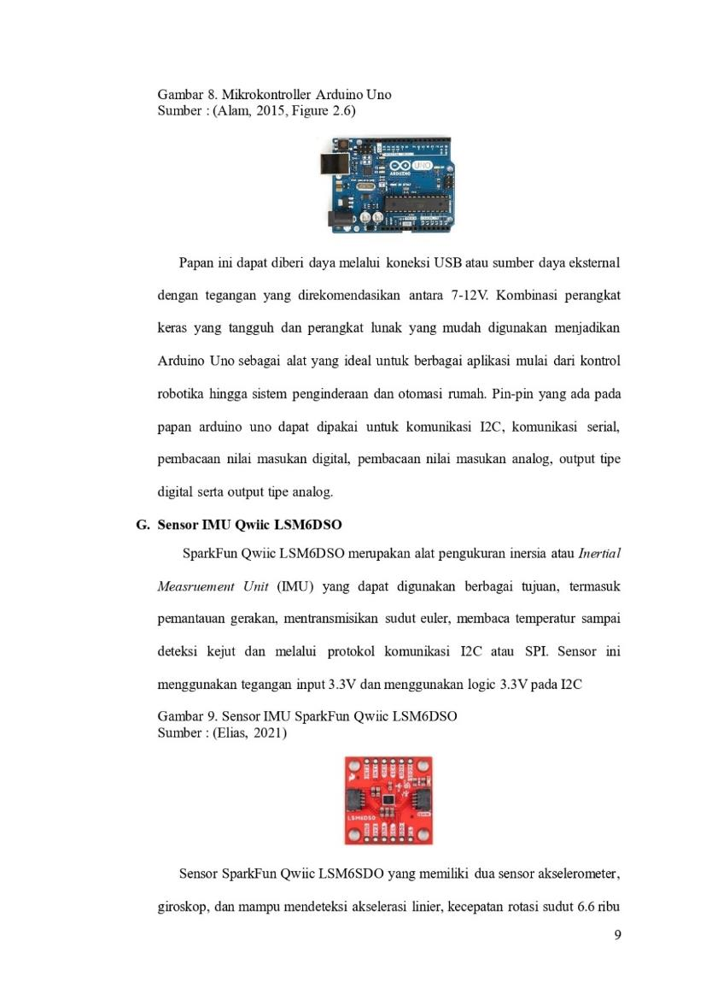 Gambar 8. Mikrokontroller Arduino Uno
Sumber : (Alam, 2015, Figure 2.6)
UNO
ARDUINO
Papan ini dapat diberi daya melalui koneksi USB atau sumber daya eksternal
dengan tegangan yang direkomendasikan antara 7-12V. Kombinasi perangkat
keras yang tangguh dan perangkat lunak yang mudah digunakan menjadikan
Arduino Uno sebagai alat yang ideal untuk berbagai aplikasi mulai dari kontrol
robotika hingga sistem penginderaan dan otomasi rumah. Pin-pin yang ada pada
papan arduino uno dapat dipakai untuk komunikasi I2C, komunikasi serial,
pembacaan nilai masukan digital, pembacaan nilai masukan analog, output tipe
digital serta output tipe analog.
G. Sensor IMU Qwiic LSM6DSO
SparkFun Qwiic LSM6DSO merupakan alat pengukuran inersia atau Inertial
Measruement Unit (IMU) yang dapat digunakan berbagai tujuan, termasuk
pemantauan gerakan, mentransmisikan sudut euler, membaca temperatur sampai
deteksi kejut dan melalui protokol komunikasi I2C atau SPI. Sensor ini
menggunakan tegangan input 3.3V dan menggunakan logic 3.3V pada I2C
Gambar 9. Sensor IMU SparkFun Qwiic LSM6DSO
Sumber : (Elias, 2021)
LSM6DSO
Sensor SparkFun Qwiic LSM6SDO yang memiliki dua sensor akselerometer,
giroskop, dan mampu mendeteksi akselerasi linier, kecepatan rotasi sudut 6.6 ribu
9